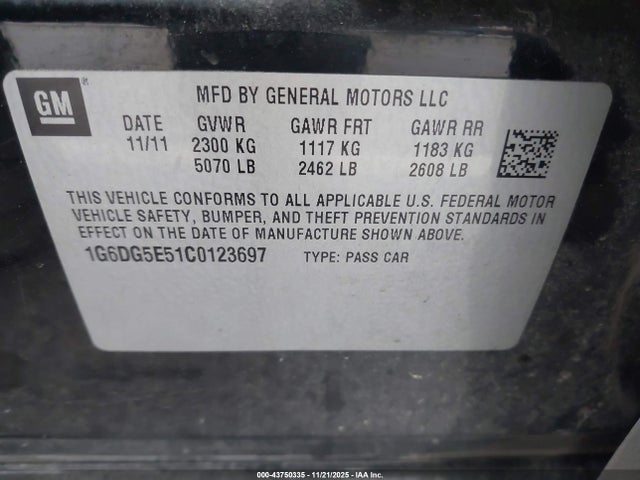 GM ®
MFD BY GENERAL MOTORS LLC
DATE GVWR GAWR FRT GAWR RR
11/11 2300 KG 1117 KG 1183 KG
5070 LB 2462 LB 2608 LB
THIS VEHICLE CONFORMS TO ALL APPLICABLE U.S. FEDERAL MOTOR
VEHICLE SAFETY, BUMPER, AND THEFT PREVENTION STANDARDS IN
EFFECT ON THE DATE OF MANUFACTURE SHOWN ABOVE.
1G6DG5E51C0123697 TYPE: PASS CAR
000-43750335 - 11/21/2025 - IAA Inc.